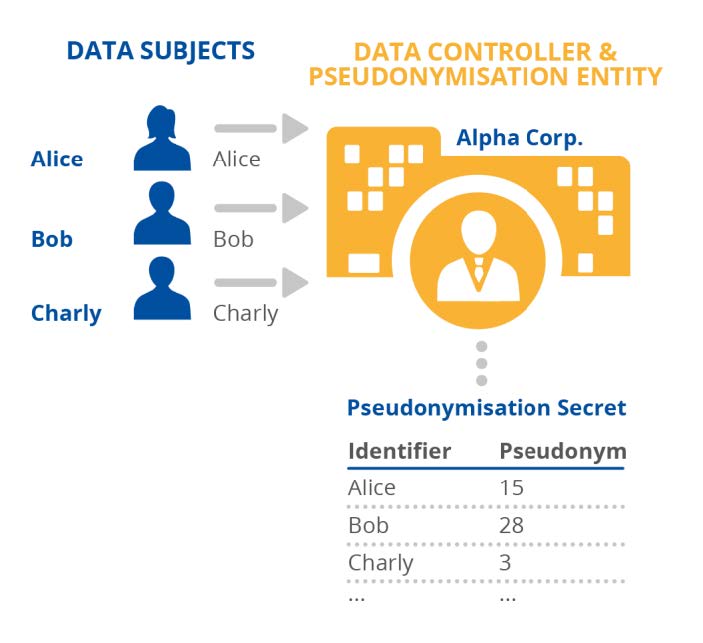 DATA SUBJECTS
DATA CONTROLLER &
PSEUDONYMISATION ENTITY
Alpha Corp.
Alice
Alice
Bob
Bob
Charly
Charly
Pseudonymisation Secret
Identifier Pseudonym
Alice 15
Bob 28
Charly 3
... ...